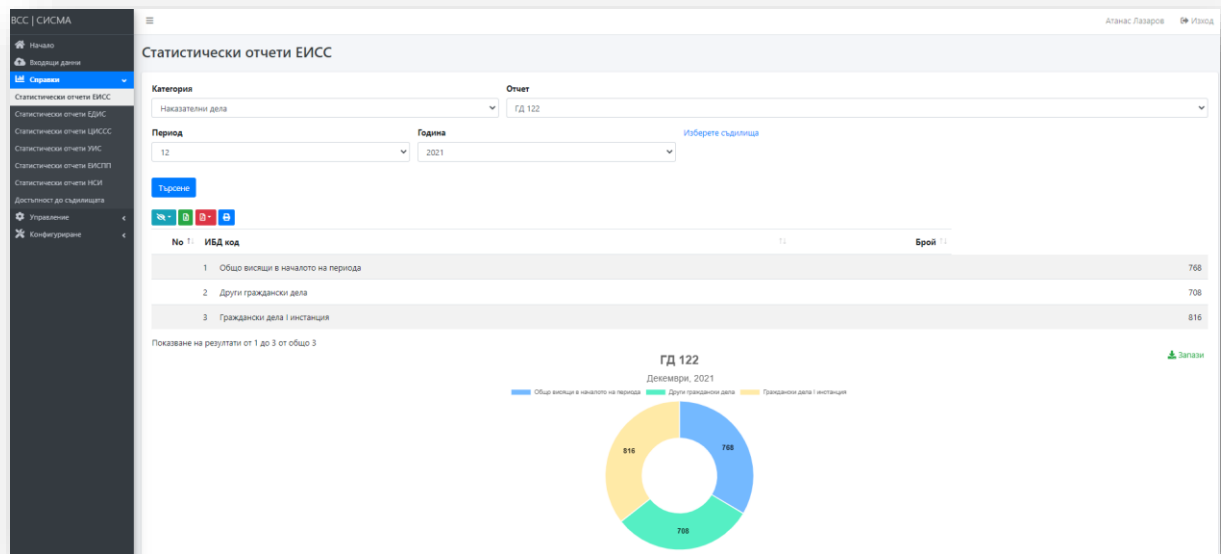 ВСС | СИСМА
Атанас Лазаров Изход
Начало
Входящи данни
Справки
Статистически отчети ЕИСС
Статистически отчети ЕДИС
Статистически отчети ЦИССС
Статистически отчети УИС
Статистически отчети ЕИСПП
Статистически отчети НСИ
Достъпност до съдилищата
Управление
Конфигуриране
Статистически отчети ЕИСС
Категория Отчет
Наказателни дела ГД 122
Период Година Изберете съдилища
12 2021
Търсене
No ИБД код Брой
1 Общо висящи в началото на периода 768
2 Други граждански дела 708
3 Граждански дела I инстанция 816
Показване на резултати от 1 до 3 от общо 3
Запази
ГД 122
Декември, 2021
Общо висящи в началото на периода Други граждански дела Граждански дела I инстанция
816 768
708